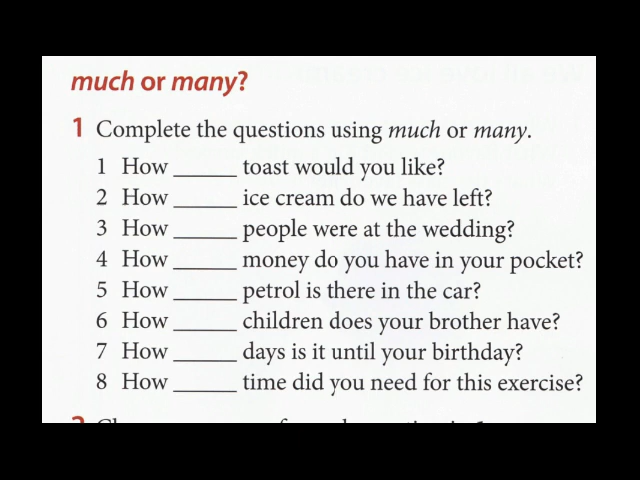 much or many?
1 Complete the questions using much or many.
1 How ______ toast would you like?
2 How ______ ice cream do we have left?
3 How ______ people were at the wedding?
4 How ______ money do you have in your pocket?
5 How ______ petrol is there in the car?
6 How ______ children does your brother have?
7 How ______ days is it until your birthday?
8 How ______ time did you need for this exercise?